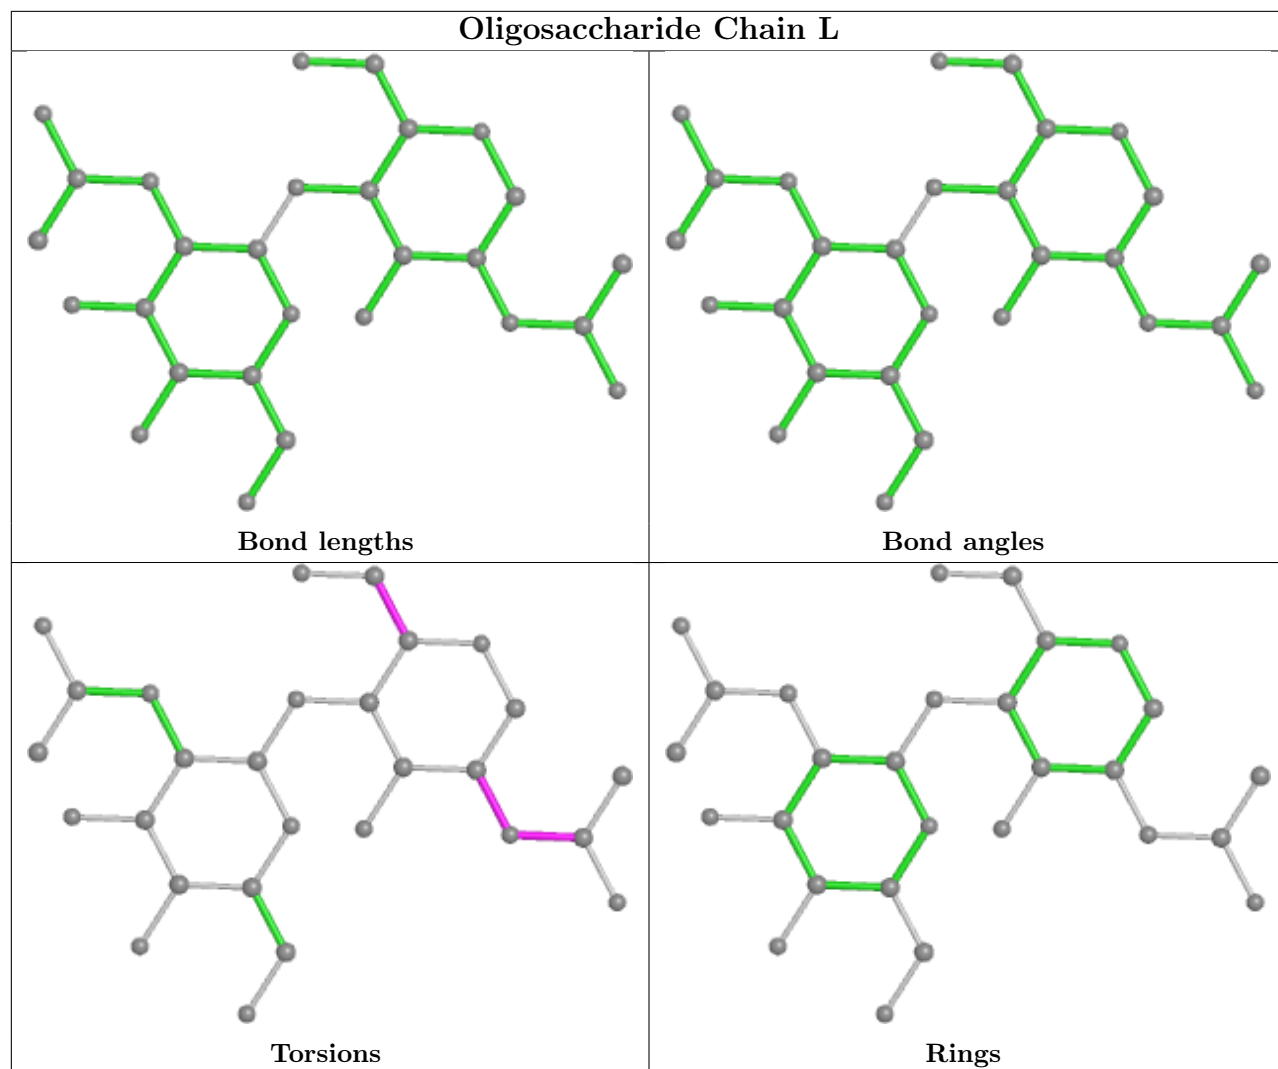 Oligosaccharide Chain L
Bond lengths
Bond angles
Torsions
Rings